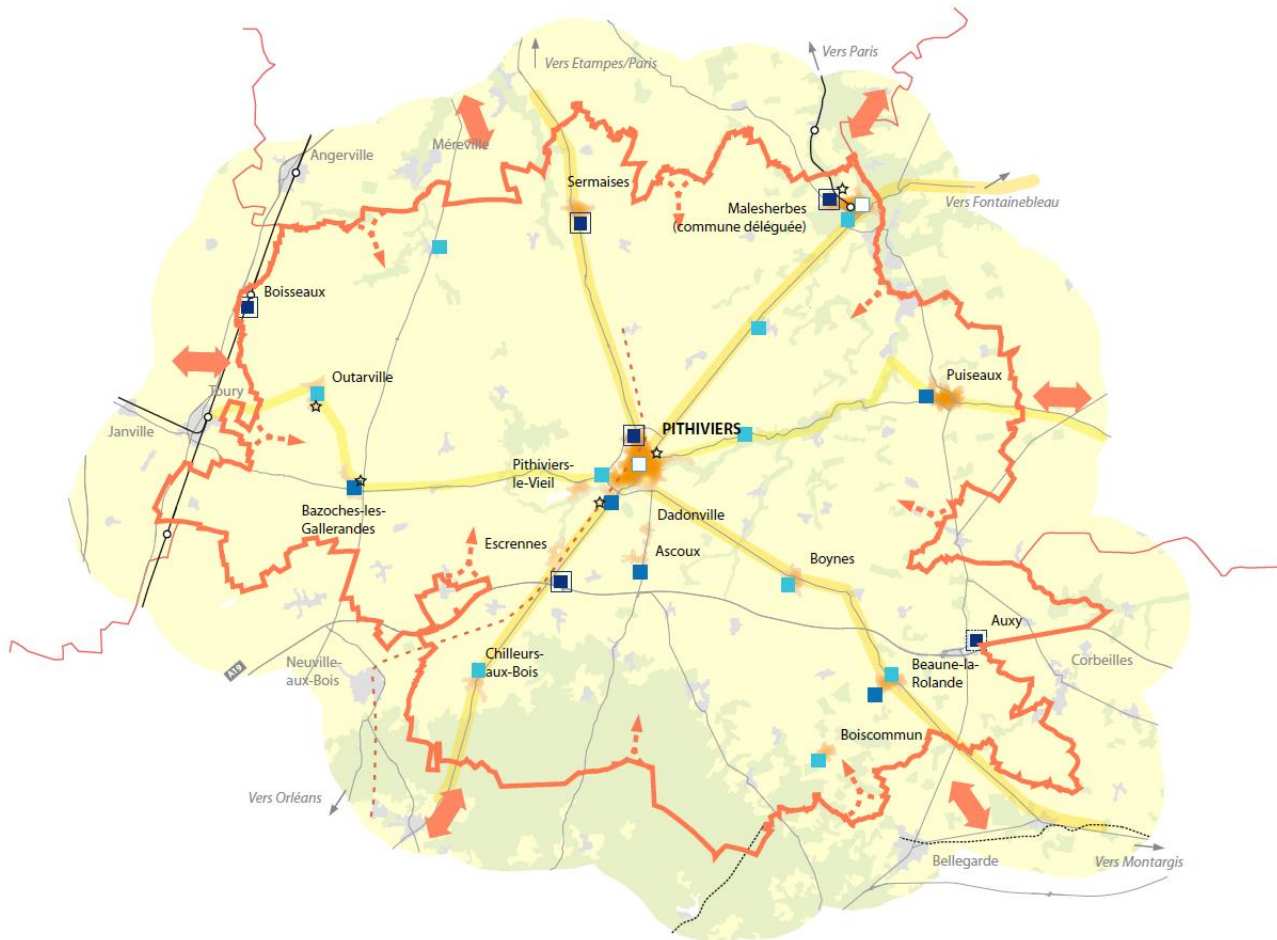 Vers Paris
Vers Etampes/Paris
Méreville
Angerville
Sermaises
Malesherbes
(commune déléguée)
Vers Fontainebleau
Boisseaux
Outarville
Puiseaux
Toury
Janville
PITHIVIERS
Pithiviers-
le-Vieil
Bazoches-les-
Gallerandes
Dadonville
Escrennes
Ascoux
Boynes
Auxy
Chilleurs-
aux-Bois
Neuville-
aux-Bois
A19
Beaune-la-
Rolande
Corbeilles
Boiscommun
Vers Orléans
Bellegarde
Vers Montargis